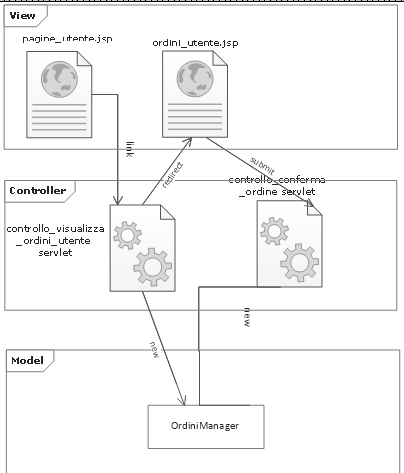 View
pagine_utente.jsp
ordini_utente.jsp
link
redirect
submit
Controller
controllo_visualizza
_ordini_utente
servlet
controllo_conferma
_ordine servlet
new
new
Model
OrdiniManager